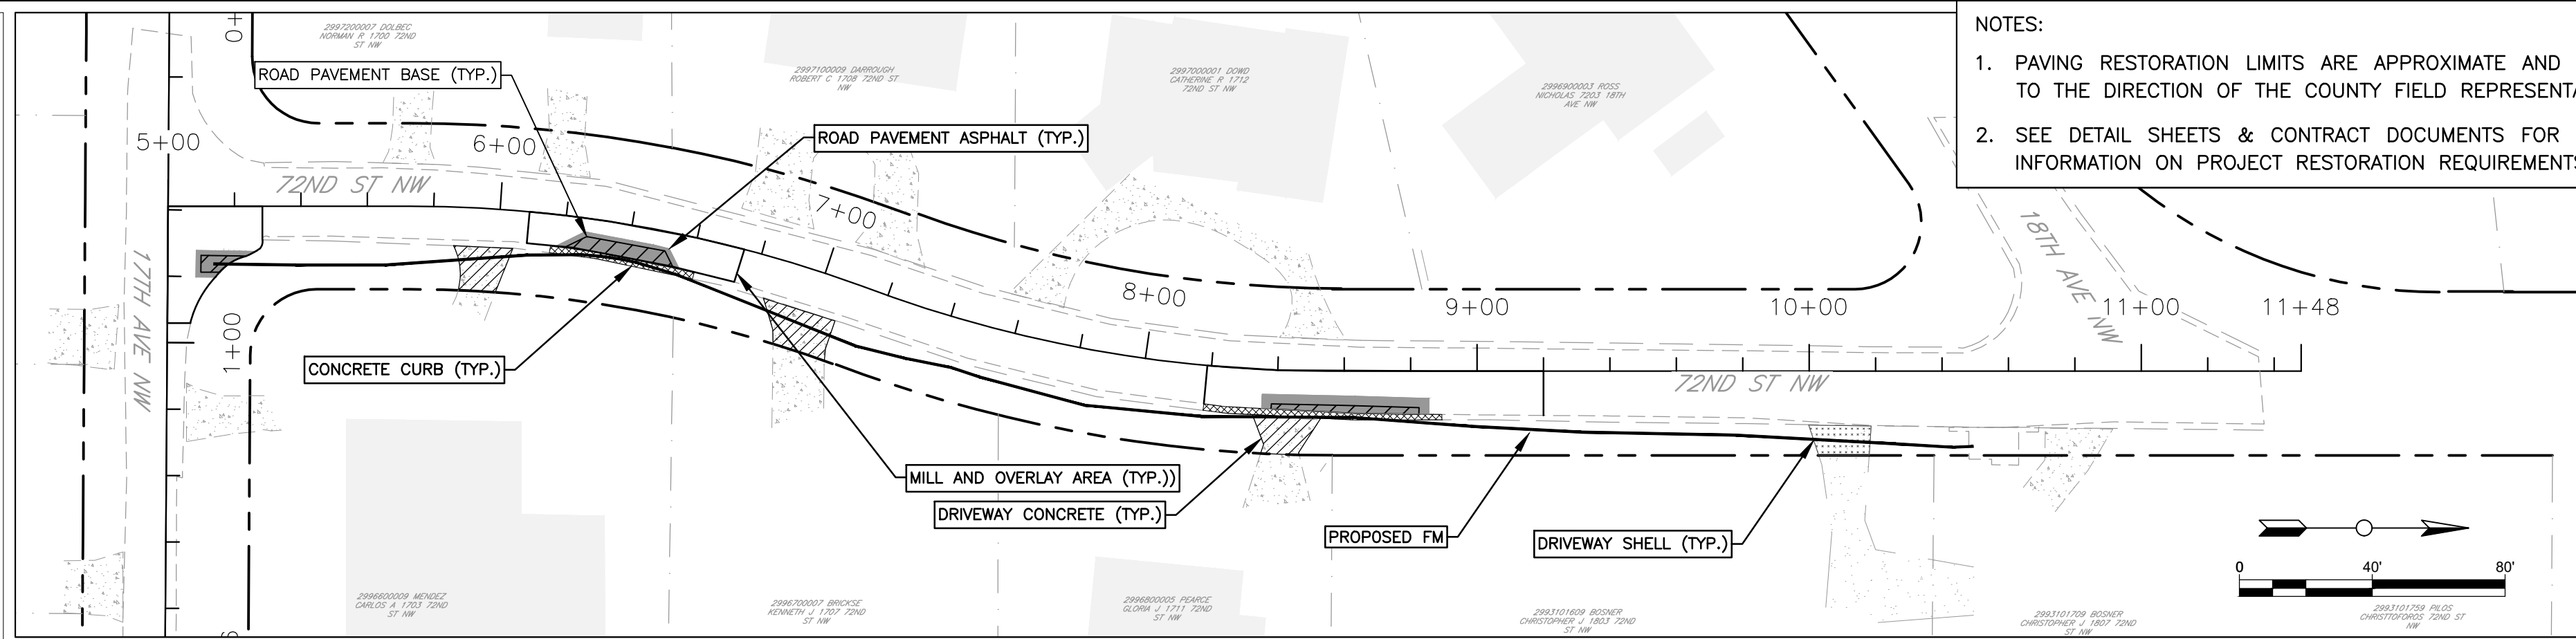 NOTES:
1. PAVING RESTORATION LIMITS ARE APPROXIMATE AND
TO THE DIRECTION OF THE COUNTY FIELD
2. SEE DETAIL SHEETS & CONTRACT DOCUMENTS FOR
INFORMATION ON PROJECT RESTORATION REQUIREMENTS
2997200007 DOLBEC
NORMAN R 1700 72ND
ST NW
2997100009 DARROUGH
ROBERT C 1708 72ND ST
NW
2997000001 DOWD
CATHERINE R 1712
72ND ST NW
2996900003 ROSS
NICHOLAS 7203 18TH
AVE NW
ROAD PAVEMENT BASE (TYP.)
ROAD PAVEMENT ASPHALT (TYP.)
0+
5+00
6+00
7+00
8+00
9+00
10+00
11+00
11+48
1+00
72ND ST NW
17TH AVE NW
18TH AVE NW
72ND ST NW
CONCRETE CURB (TYP.)
MILL AND OVERLAY AREA (TYP.))
DRIVEWAY CONCRETE (TYP.)
PROPOSED FM
DRIVEWAY SHELL (TYP.)
0 40' 80'
2996600009 MENDEZ
CARLOS A 1703 72ND
ST NW
2996700007 BRICKSE
KENNETH J 1707 72ND
ST NW
2996800005 PEARCE
GLORIA J 1711 72ND
ST NW
2993101609 BOSNER
CHRISTOPHER J 1803 72ND
ST NW
2993101709 BOSNER
CHRISTOPHER J 1807 72ND
ST NW
2993101759 PILOS
CHRISTTOFOROS 72ND ST
NW